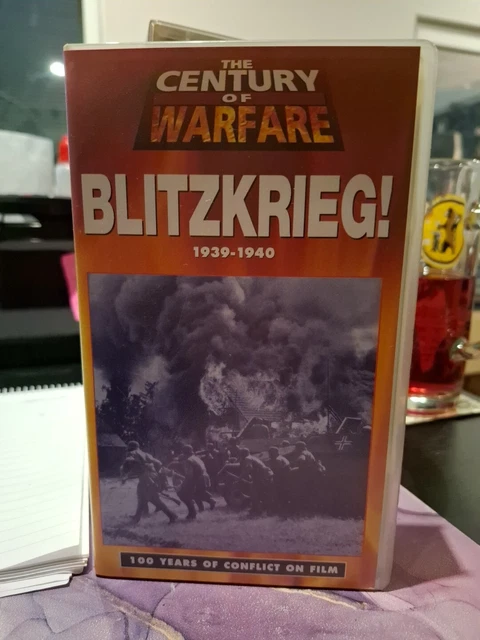 THE
CENTURY
OF
WARFARE
BLITZKRIEG!
1939-1940
100 YEARS OF CONFLICT ON FILM